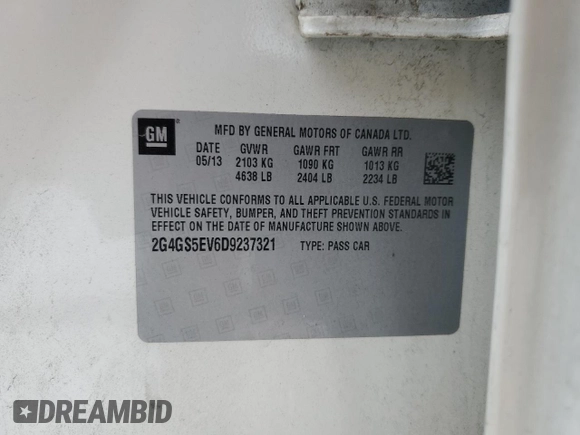 GM
MFD BY GENERAL MOTORS OF CANADA LTD.
DATE GVWR GAWR FRT GAWR RR
05/13 2103 KG 1090 KG 1013 KG
4638 LB 2404 LB 2234 LB
THIS VEHICLE CONFORMS TO ALL APPLICABLE U.S. FEDERAL MOTOR
VEHICLE SAFETY, BUMPER, AND THEFT PREVENTION STANDARDS IN
EFFECT ON THE DATE OF MANUFACTURE SHOWN ABOVE.
2G4GS5EV6D9237321 TYPE: PASS CAR
DREAMBID